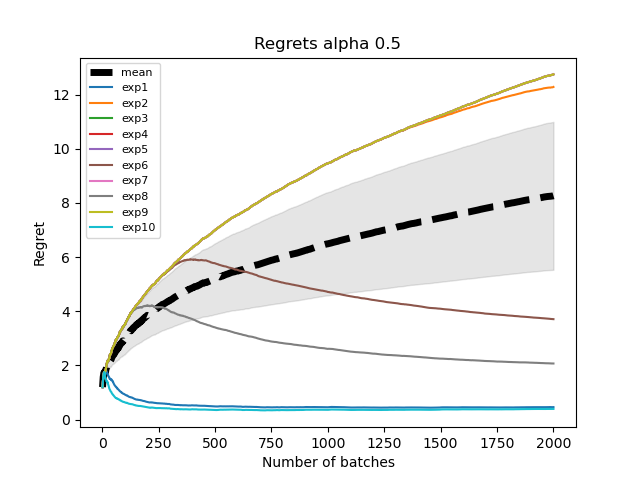 Regrets alpha 0.5
mean
exp1
exp2
exp3
exp4
exp5
exp6
exp7
exp8
exp9
exp10
Regret
12
10
8
6
4
2
0
0 250 500 750 1000 1250 1500 1750 2000
Number of batches